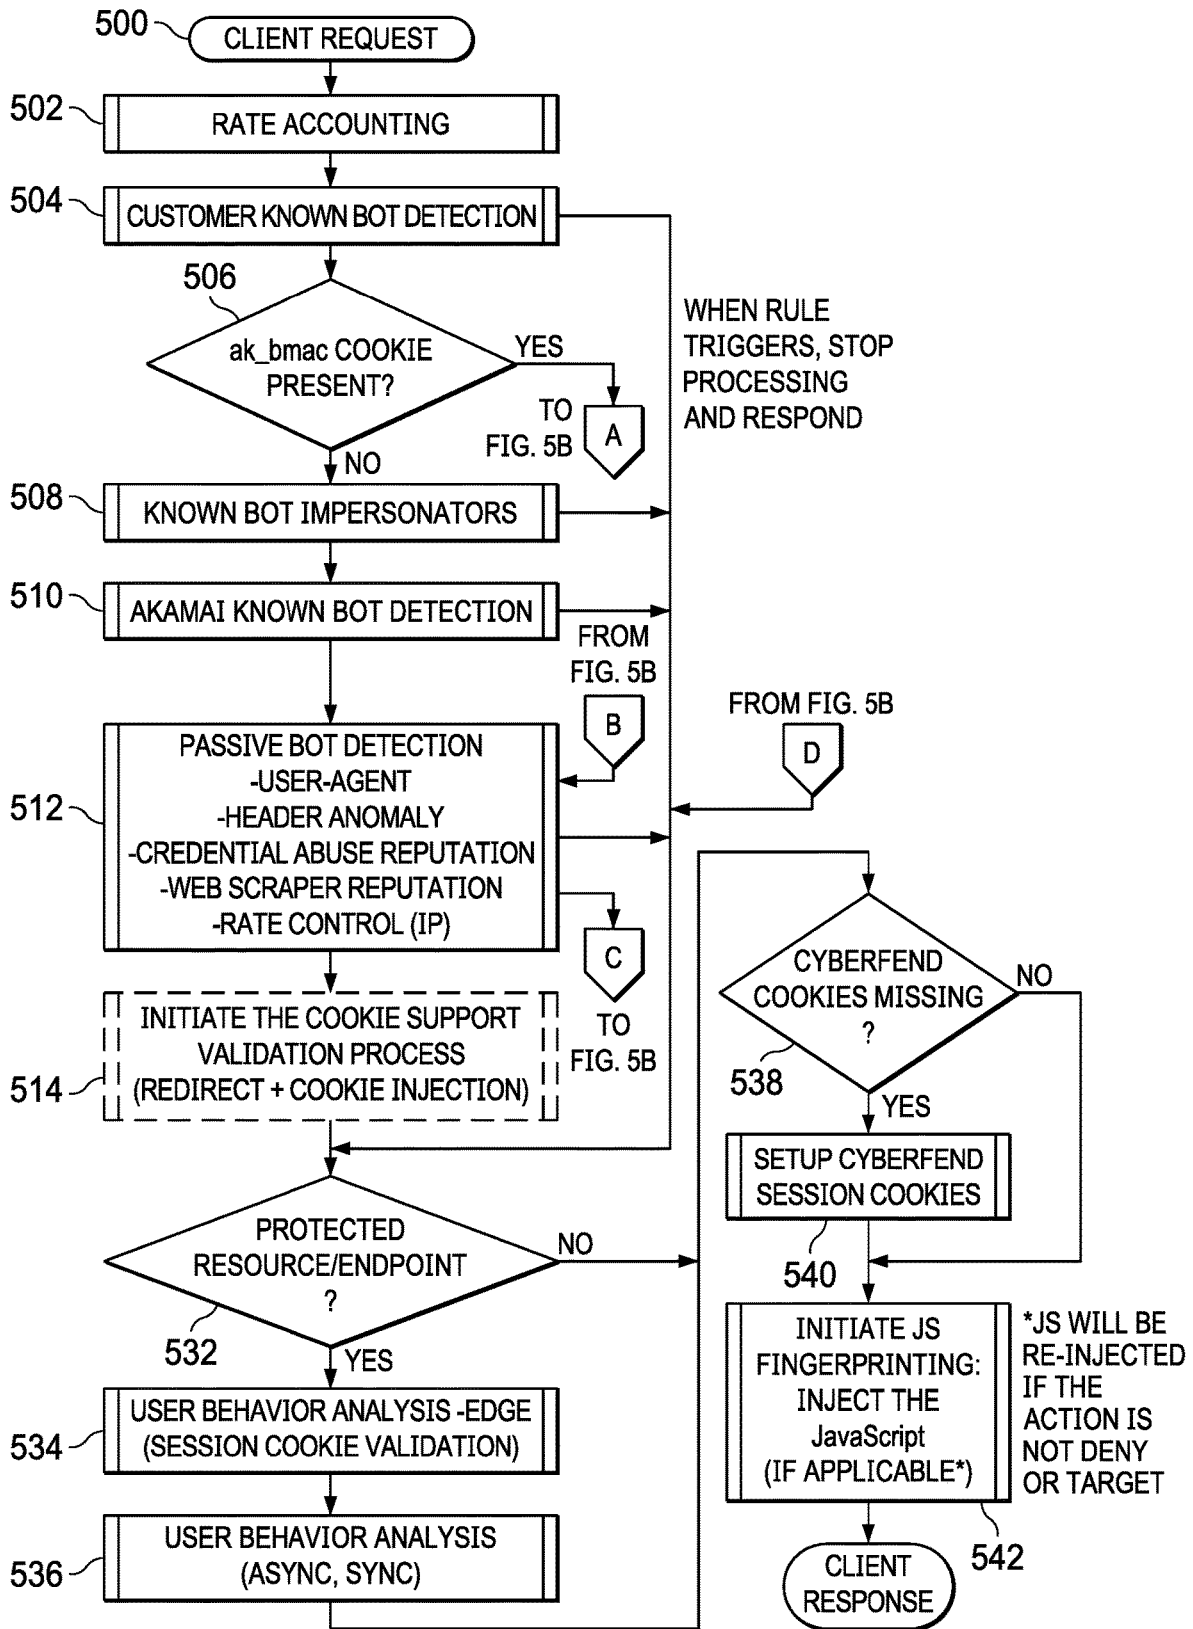 500
CLIENT REQUEST
502
RATE ACCOUNTING
504
CUSTOMER KNOWN BOT DETECTION
506
ak_bmac COOKIE
PRESENT?
YES
TO
FIG. 5B
A
WHEN RULE
TRIGGERS, STOP
PROCESSING
AND RESPOND
NO
508
KNOWN BOT IMPERSONATORS
510
AKAMAI KNOWN BOT DETECTION
FROM
FIG. 5B
B
FROM FIG. 5B
D
512
PASSIVE BOT DETECTION
-USER-AGENT
-HEADER ANOMALY
-CREDENTIAL ABUSE REPUTATION
-WEB SCRAPER REPUTATION
-RATE CONTROL (IP)
C
TO
FIG. 5B
514
INITIATE THE COOKIE SUPPORT
VALIDATION PROCESS
(REDIRECT + COOKIE INJECTION)
PROTECTED
RESOURCE/ENDPOINT
?
NO
532
YES
534
USER BEHAVIOR ANALYSIS -EDGE
(SESSION COOKIE VALIDATION)
536
USER BEHAVIOR ANALYSIS
(ASYNC, SYNC)
CYBERFEND
COOKIES MISSING
?
NO
538
YES
SETUP CYBERFEND
SESSION COOKIES
540
INITIATE JS
FINGERPRINTING:
INJECT THE
JavaScript
(IF APPLICABLE*)
*JS WILL BE
RE-INJECTED
IF THE
ACTION IS
NOT DENY
OR TARGET
542
CLIENT
RESPONSE